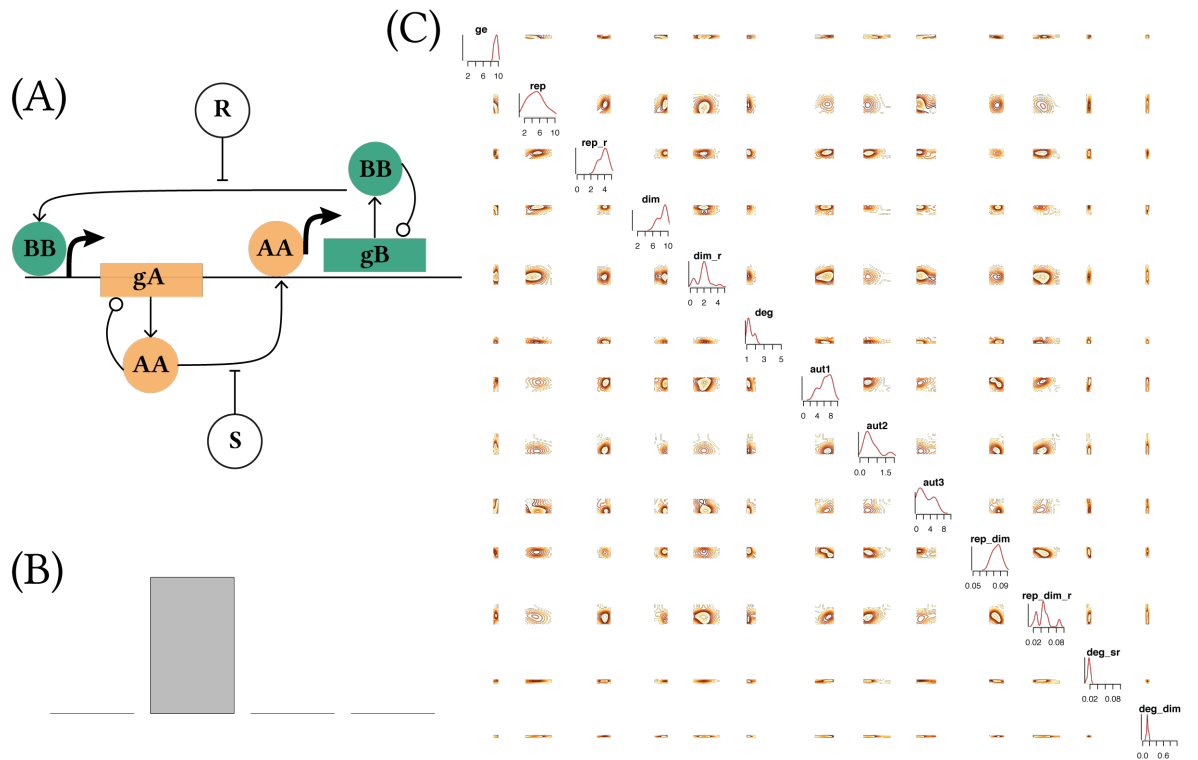 (A)
R
BB
BB
AA
gB
gA
AA
S
(B)
(C)
ge
2 6 10
rep
2 6 10
rep_r
0 2 4
dim
2 6 10
dim_r
0 2 4
deg
1 3 5
aut1
0 4 8
aut2
0.0 1.5
aut3
0 4 8
rep_dim
0.05 0.09
rep_dim_r
0.02 0.08
deg_sr
0.02 0.08
deg_dim
0.0 0.6